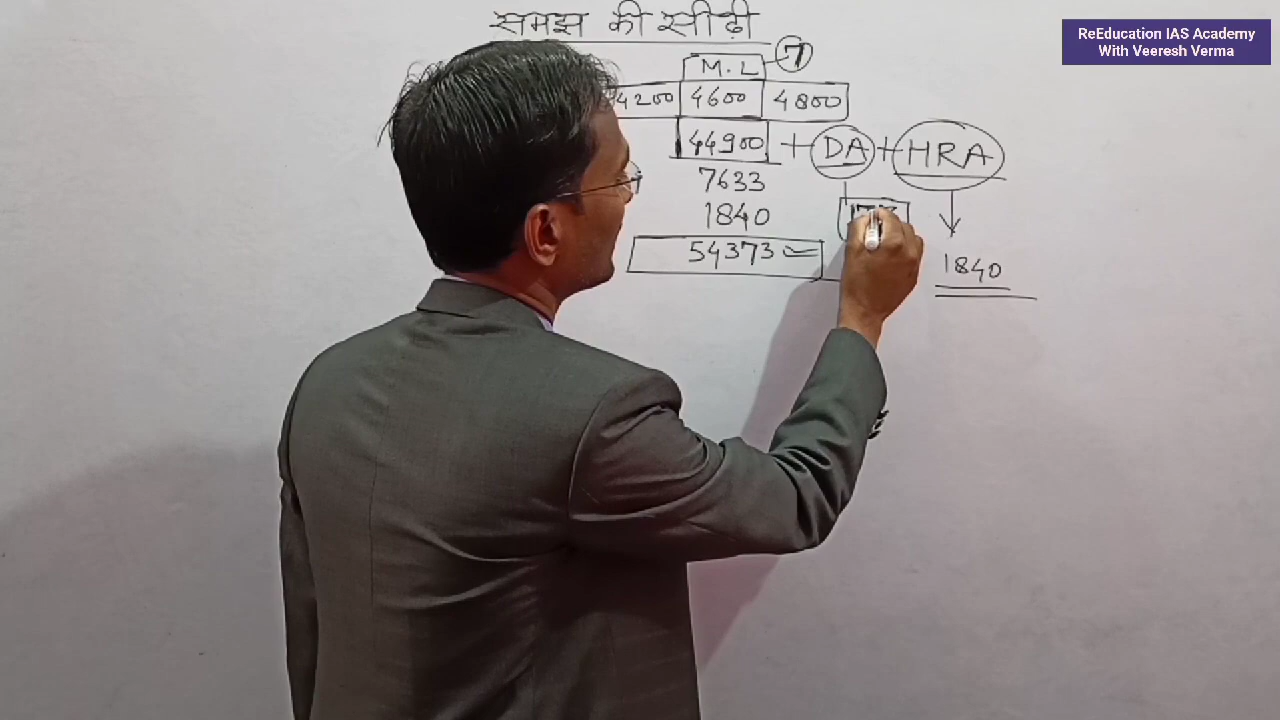 समझ की सीढ़ी
ReEducation IAS Academy
With Veeresh Verma
M.L 7
4200 4600 4800
44900 + DA + HRA
7633
1840
54373
1840